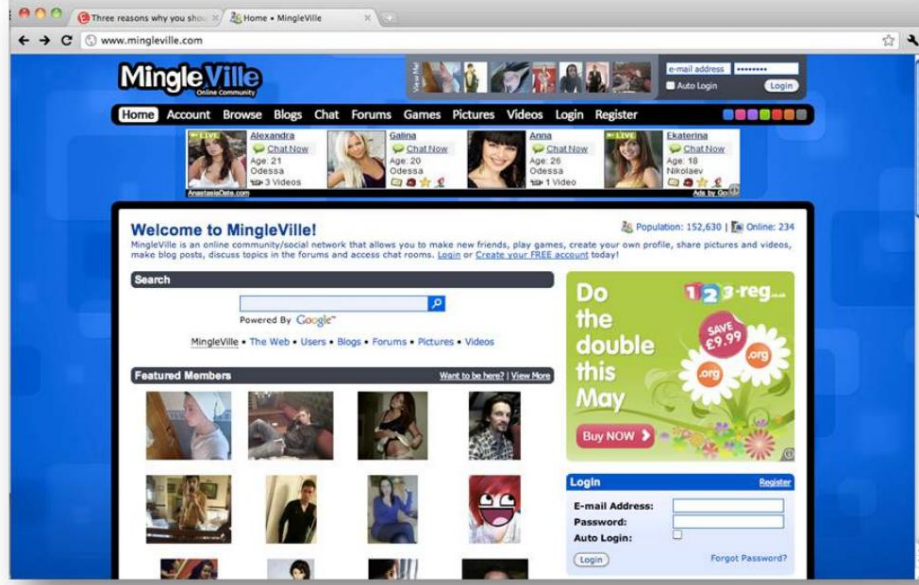 Three reasons why you shou
Home • MingleVille
www.mingleville.com
MingleVille
Online Community
View Me!
e-mail address
••••••••
Auto Login
Login
Home Account Browse Blogs Chat Forums Games Pictures Videos Login Register
LIVE
Alexandra
Chat Now
Age: 21
Odessa
3 Videos
Galina
Chat Now
Age: 20
Odessa
Anna
Chat Now
Age: 26
Odessa
1 Video
LIVE
Ekaterina
Chat Now
Age: 18
Nikolaev
AnastasiaDate.com
Ads by
Welcome to MingleVille!
Population: 152,630 | Online: 234
MingleVille is an online community/social network that allows you to make new friends, play games, create your own profile, share pictures and videos,
make blog posts, discuss topics in the forums and access chat rooms. Login or Create your FREE account today!
Search
Powered By Google™
MingleVille • The Web • Users • Blogs • Forums • Pictures • Videos
Featured Members
Want to be here? | View More
Do
the
double
this
May
123-reg
SAVE
£9.99
.org
.org
Buy NOW
Login
Register
E-mail Address:
Password:
Auto Login:
Login
Forgot Password?